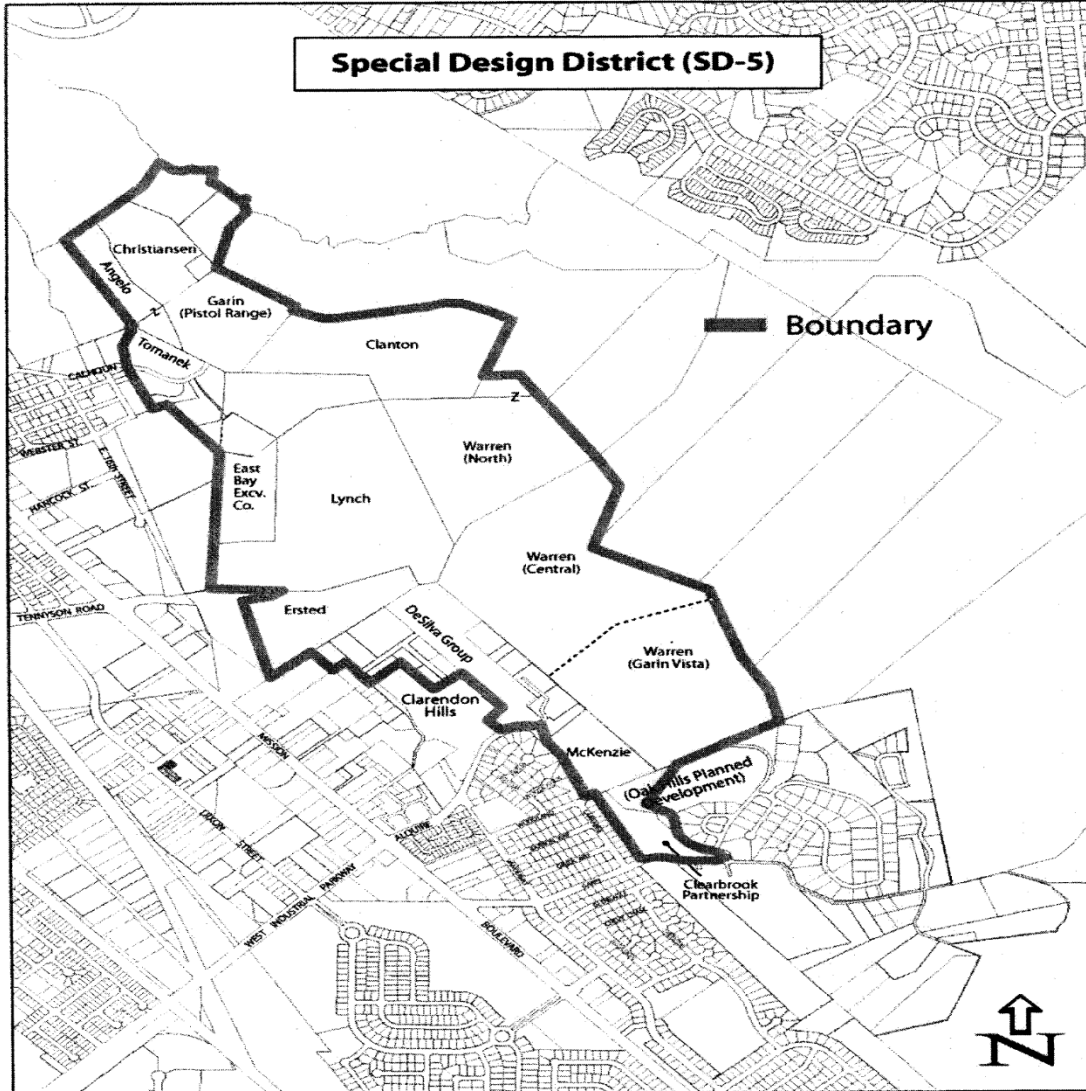 Special Design District (SD-5)
Christiansen
Angelo
Garin
(Pistol Range)
Boundary
Clanton
Tomanek
CALHOUN
Z
WEBSTER ST.
E. 16th STREET
Warren
(North)
HANCOCK ST.
East
Bay
Excv.
Co.
Lynch
Warren
(Central)
TENNYSON ROAD
Ersted
DeSilva Group
Warren
(Garin Vista)
Clarendon
Hills
MISSION
McKenzie
(Oak Hills Planned
Development)
DIXON STREET
ALQUIRE
WEST INDUSTRIAL PARKWAY
Clearbrook
Partnership
BOULEVARD
N